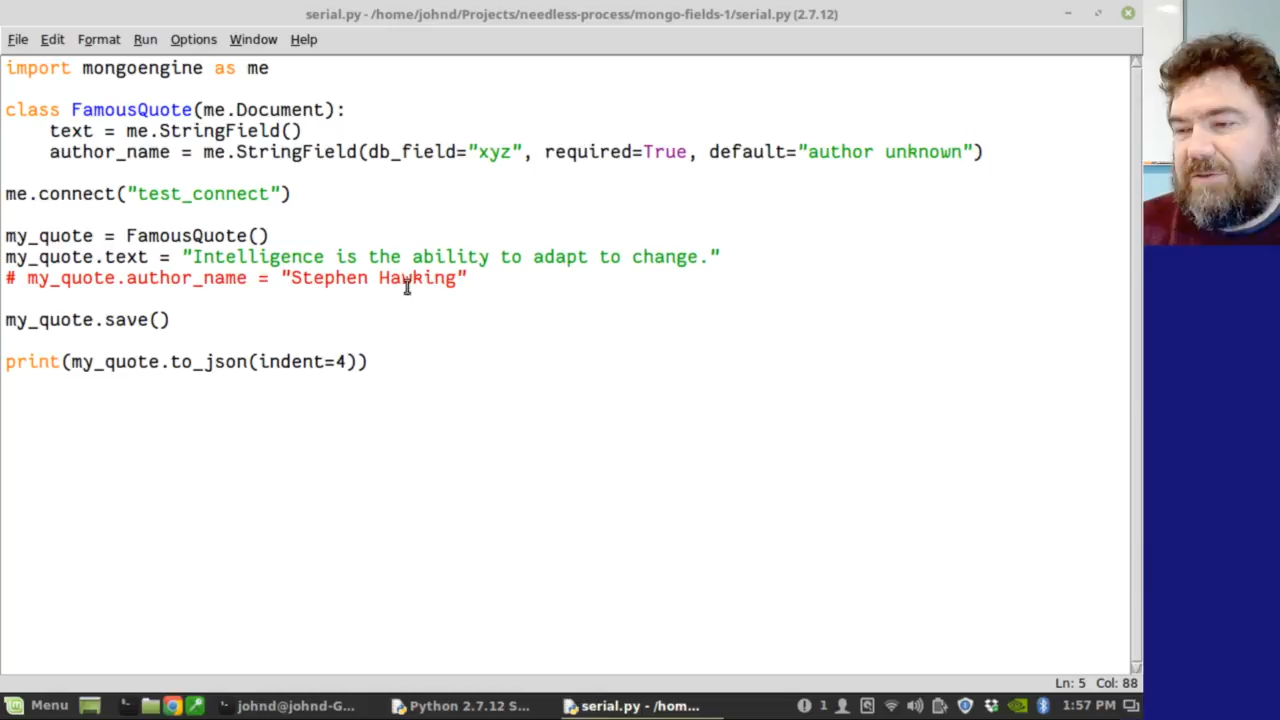 serial.py - /home/johnd/Projects/needless-process/mongo-fields-1/serial.py (2.7.12)
File Edit Format Run Options Window Help
import mongoengine as me
class FamousQuote(me.Document):
    text = me.StringField()
    author_name = me.StringField(db_field="xyz", required=True, default="author unknown")
me.connect("test_connect")
my_quote = FamousQuote()
my_quote.text = "Intelligence is the ability to adapt to change."
# my_quote.author_name = "Stephen Hawking"
my_quote.save()
print(my_quote.to_json(indent=4))
Ln: 5 Col: 88
Menu johnd@johnd-G... Python 2.7.12 S... serial.py - /hom... 1 1:57 PM